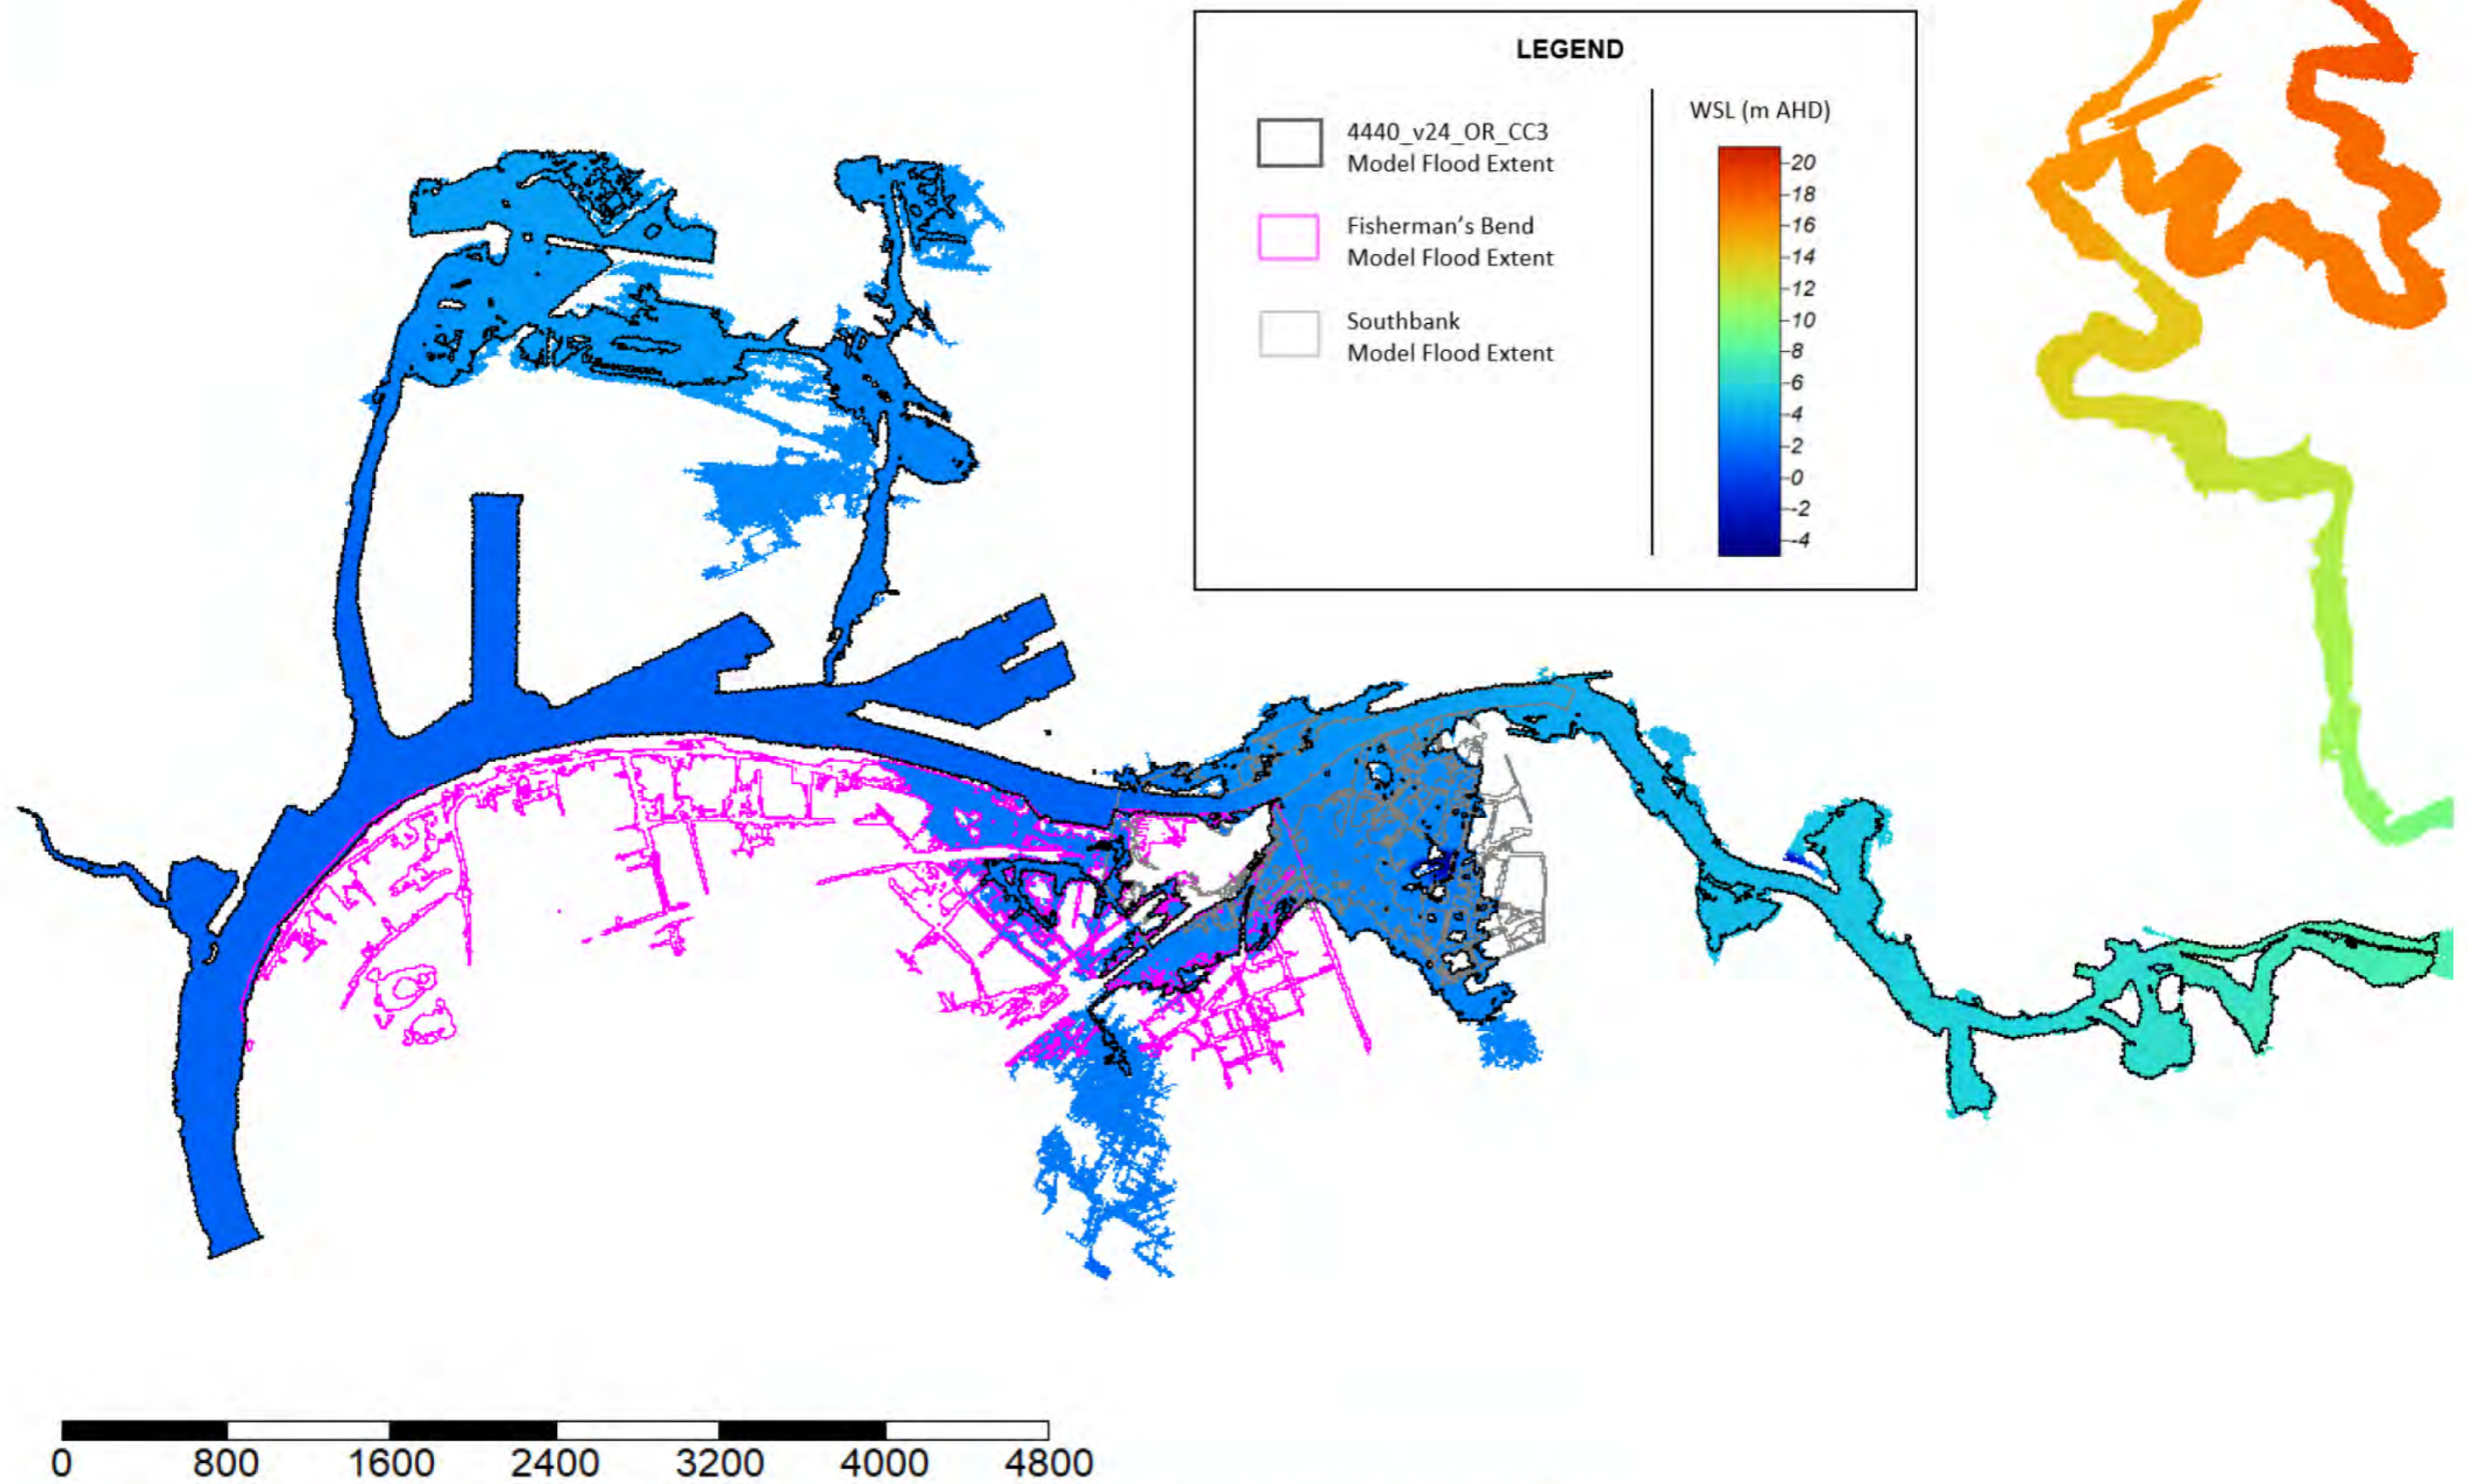 LEGEND
4440_v24_OR_CC3
Model Flood Extent
Fisherman's Bend
Model Flood Extent
Southbank
Model Flood Extent
WSL (m AHD)
20
18
16
14
12
10
8
6
4
2
0
-2
-4
0 800 1600 2400 3200 4000 4800